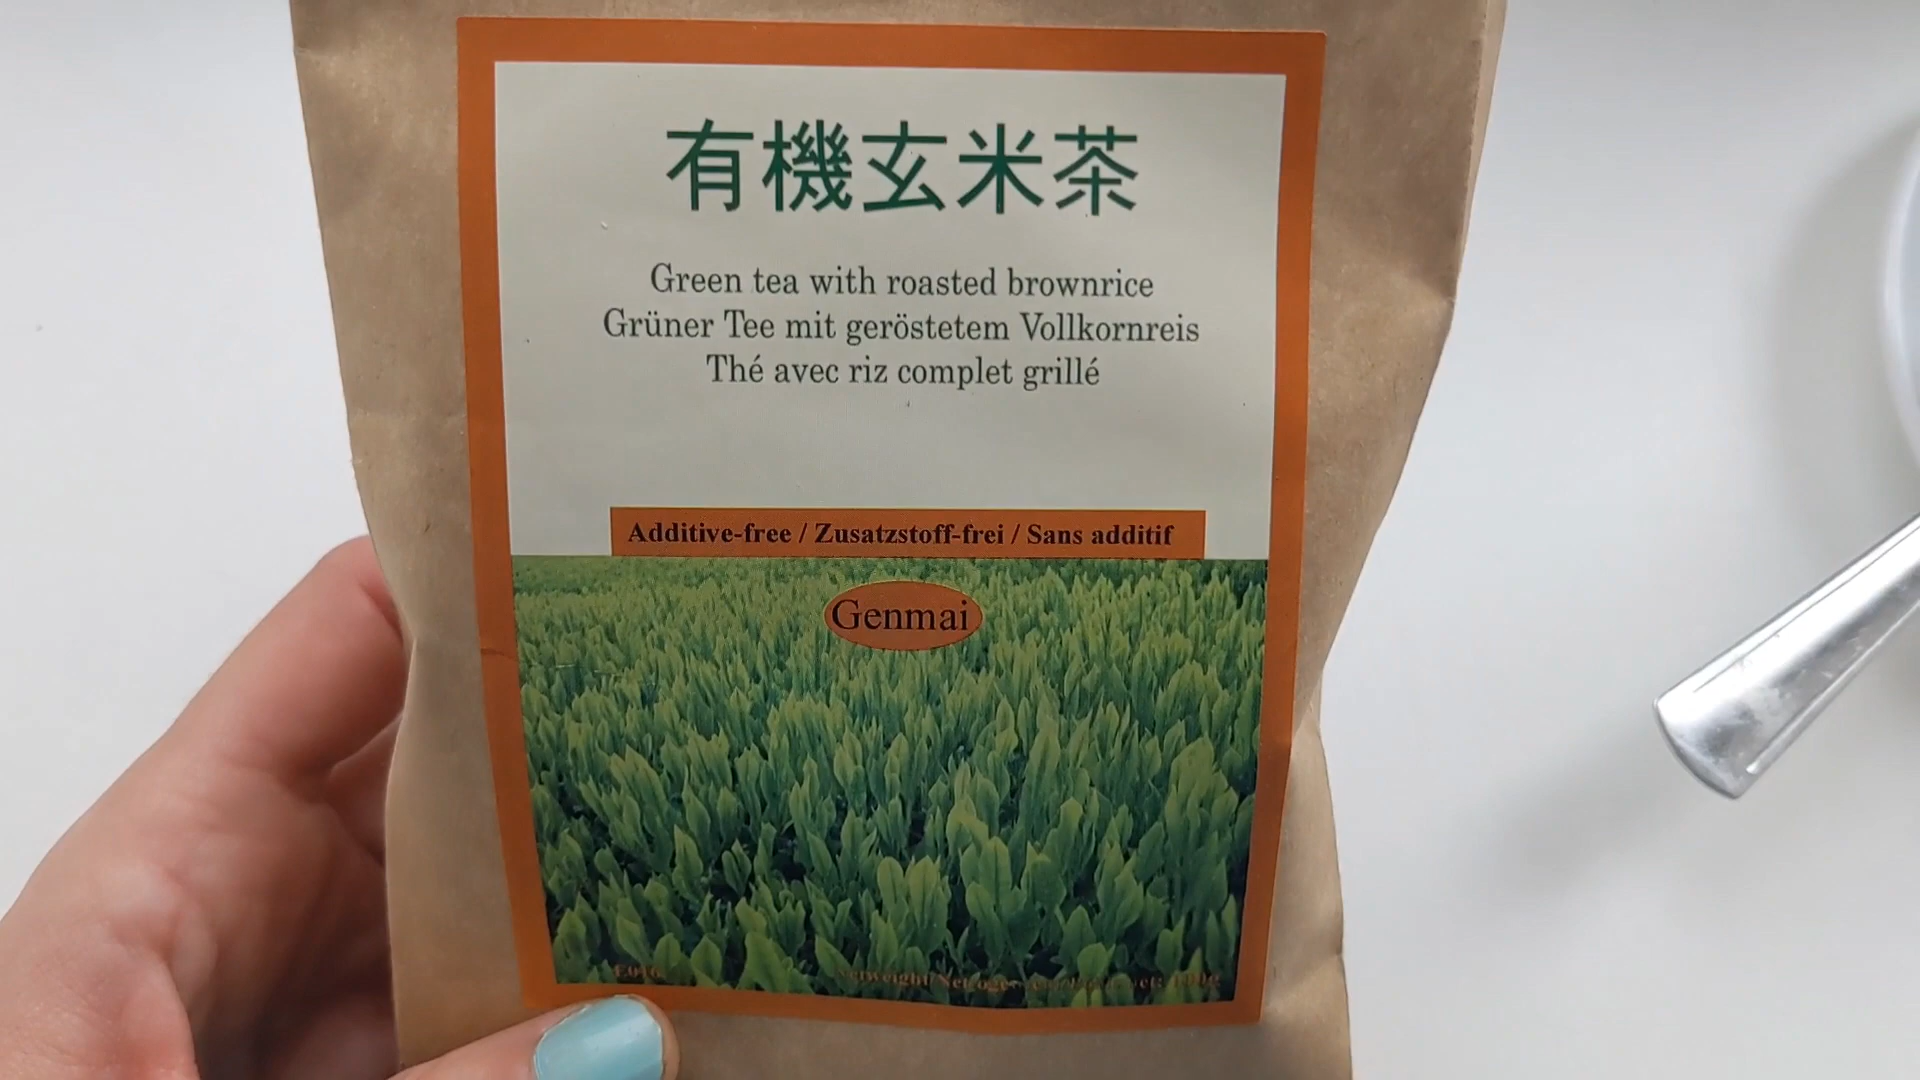 有機玄米茶
Green tea with roasted brownrice
Grüner Tee mit geröstetem Vollkornreis
Thé avec riz complet grillé
Additive-free / Zusatzstoff-frei / Sans additif
Genmai